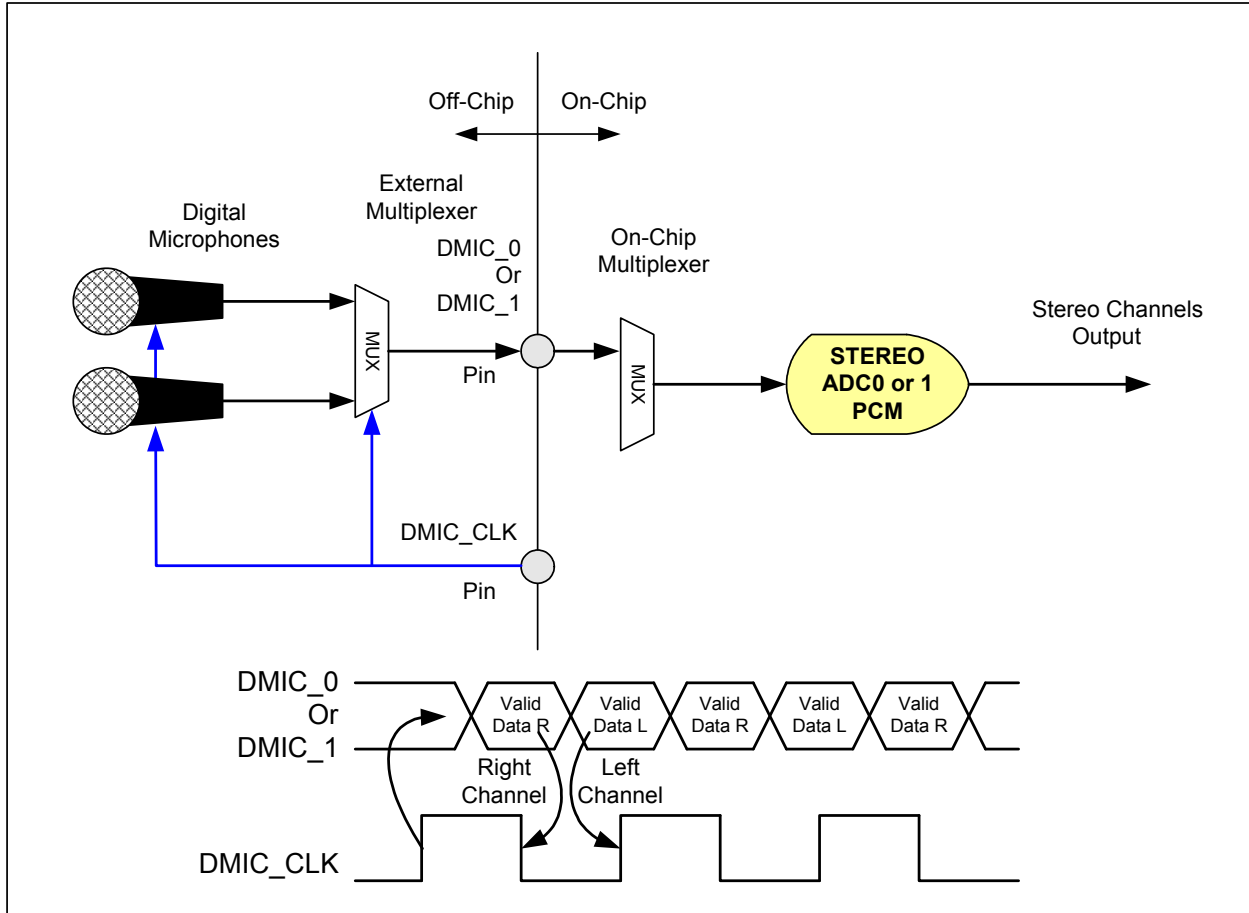 Off-Chip
On-Chip
Digital
Microphones
External
Multiplexer
DMIC_0
Or
DMIC_1
On-Chip
Multiplexer
Stereo Channels
Output
MUX
Pin
MUX
STEREO
ADC0 or 1
PCM
DMIC_CLK
Pin
DMIC_0
Or
DMIC_1
Valid
Data R
Valid
Data L
Valid
Data R
Valid
Data L
Valid
Data R
Right
Channel
Left
Channel
DMIC_CLK